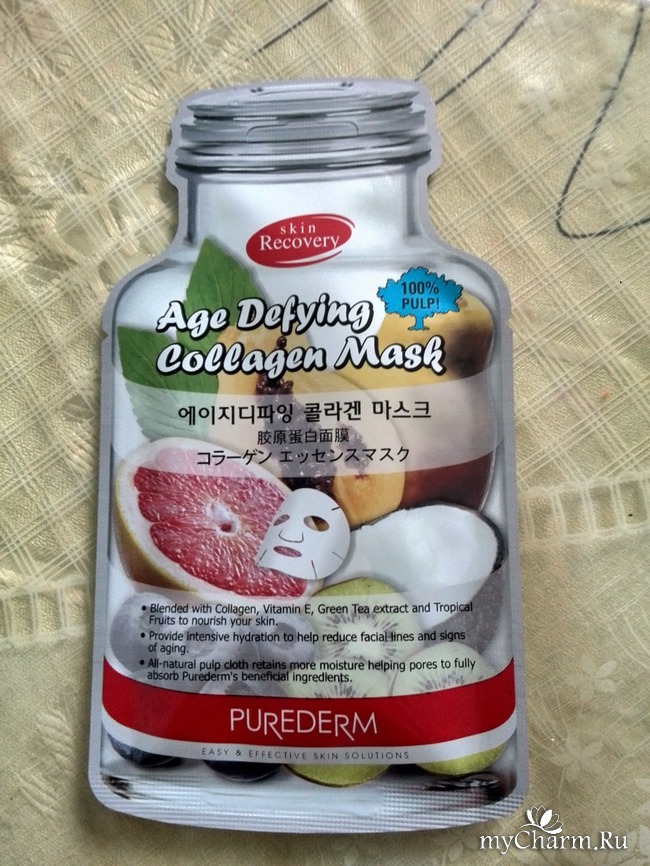 skin
Recovery
100%
PULP!
Age Defying
Collagen Mask
에이지디파잉 콜라겐 마스크
胶原蛋白面膜
コラーゲン エッセンスマスク
• Blended with Collagen, Vitamin E, Green Tea extract and Tropical
Fruits to nourish your skin.
• Provide intensive hydration to help reduce facial lines and signs
of aging.
• All-natural pulp cloth retains more moisture helping pores to fully
absorb Purederm's beneficial ingredients.
PUREDERM
EASY & EFFECTIVE SKIN SOLUTIONS
myCharm.Ru